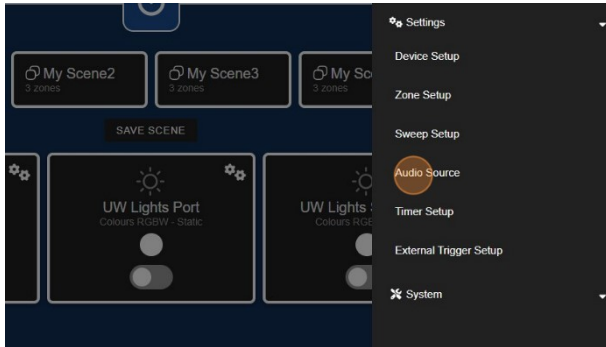 My Scene2
3 zones
My Scene3
3 zones
My Sc
3 zones
SAVE SCENE
UW Lights Port
Colours RGBW - Static
UW Lights
Colours RGB
Settings
Device Setup
Zone Setup
Sweep Setup
Audio Source
Timer Setup
External Trigger Setup
System